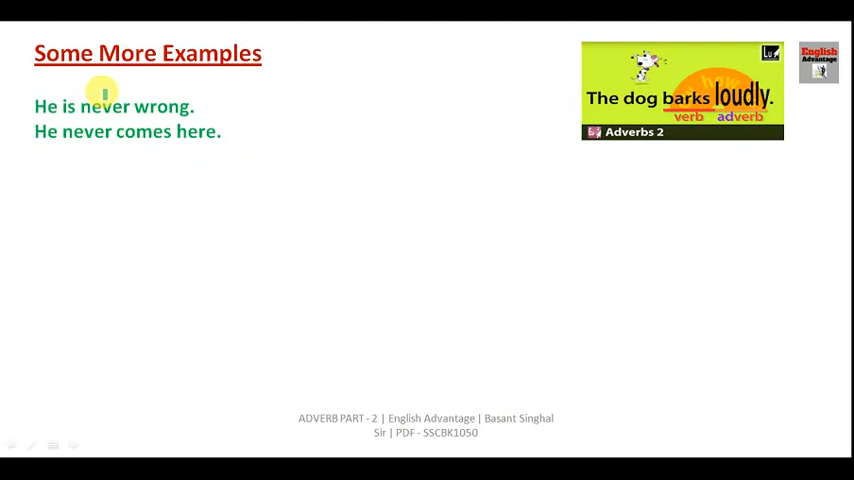 Some More Examples
He is never wrong.
He never comes here.
The dog barks loudly.
verb adverb
Adverbs 2
English
Advantage
ADVERB PART - 2 | English Advantage | Basant Singhal
Sir | PDF - SSCBK1050